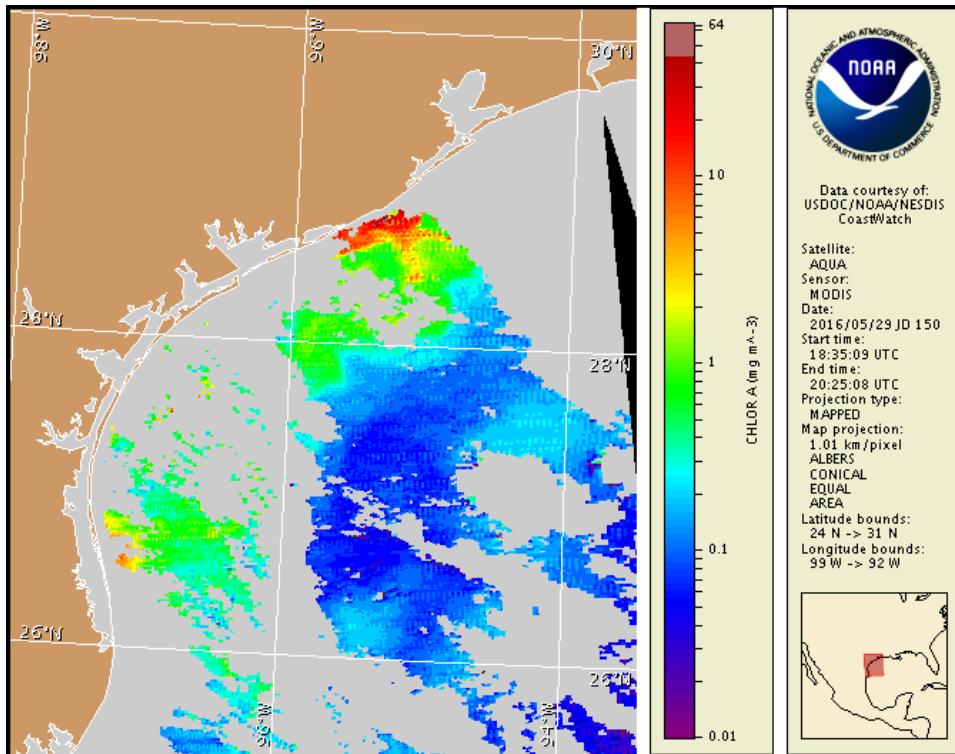 98°W
96°W
30°N
28°N
28°N
26°N
26°N
96°W
94°W
64
10
1
0.1
0.01
CHLOR A (mg m^-3)
NATIONAL OCEANIC AND ATMOSPHERIC ADMINISTRATION
NOAA
U.S. DEPARTMENT OF COMMERCE
Data courtesy of:
USDOC/NOAA/NESDIS
CoastWatch
Satellite:
AQUA
Sensor:
MODIS
Date:
2016/05/29 JD 150
Start time:
18:35:09 UTC
End time:
20:25:08 UTC
Projection type:
MAPPED
Map projection:
1.01 km/pixel
ALBERS
CONICAL
EQUAL
AREA
Latitude bounds:
24 N -> 31 N
Longitude bounds:
99 W -> 92 W